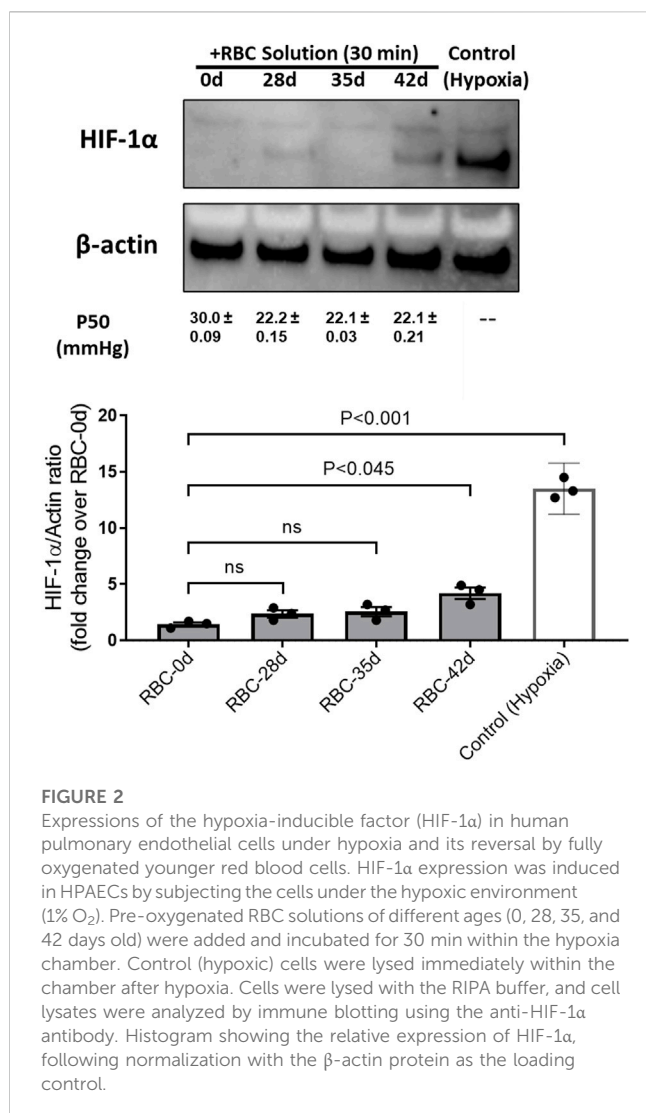 +RBC Solution (30 min) Control
0d 28d 35d 42d (Hypoxia)
HIF-1α
β-actin
P50 30.0 ± 22.2 ± 22.1 ± 22.1 ± --
(mmHg) 0.09 0.15 0.03 0.21
HIF-1α/Actin ratio
(fold change over RBC-0d)
20
15
10
5
0
P<0.001
P<0.045
ns
ns
RBC-0d
RBC-28d
RBC-35d
RBC-42d
Control (Hypoxia)
FIGURE 2
Expressions of the hypoxia-inducible factor (HIF-1α) in human
pulmonary endothelial cells under hypoxia and its reversal by fully
oxygenated younger red blood cells. HIF-1α expression was induced
in HPAECs by subjecting the cells under the hypoxic environment
(1% O₂). Pre-oxygenated RBC solutions of different ages (0, 28, 35, and
42 days old) were added and incubated for 30 min within the hypoxia
chamber. Control (hypoxic) cells were lysed immediately within the
chamber after hypoxia. Cells were lysed with the RIPA buffer, and cell
lysates were analyzed by immune blotting using the anti-HIF-1α
antibody. Histogram showing the relative expression of HIF-1α,
following normalization with the β-actin protein as the loading
control.